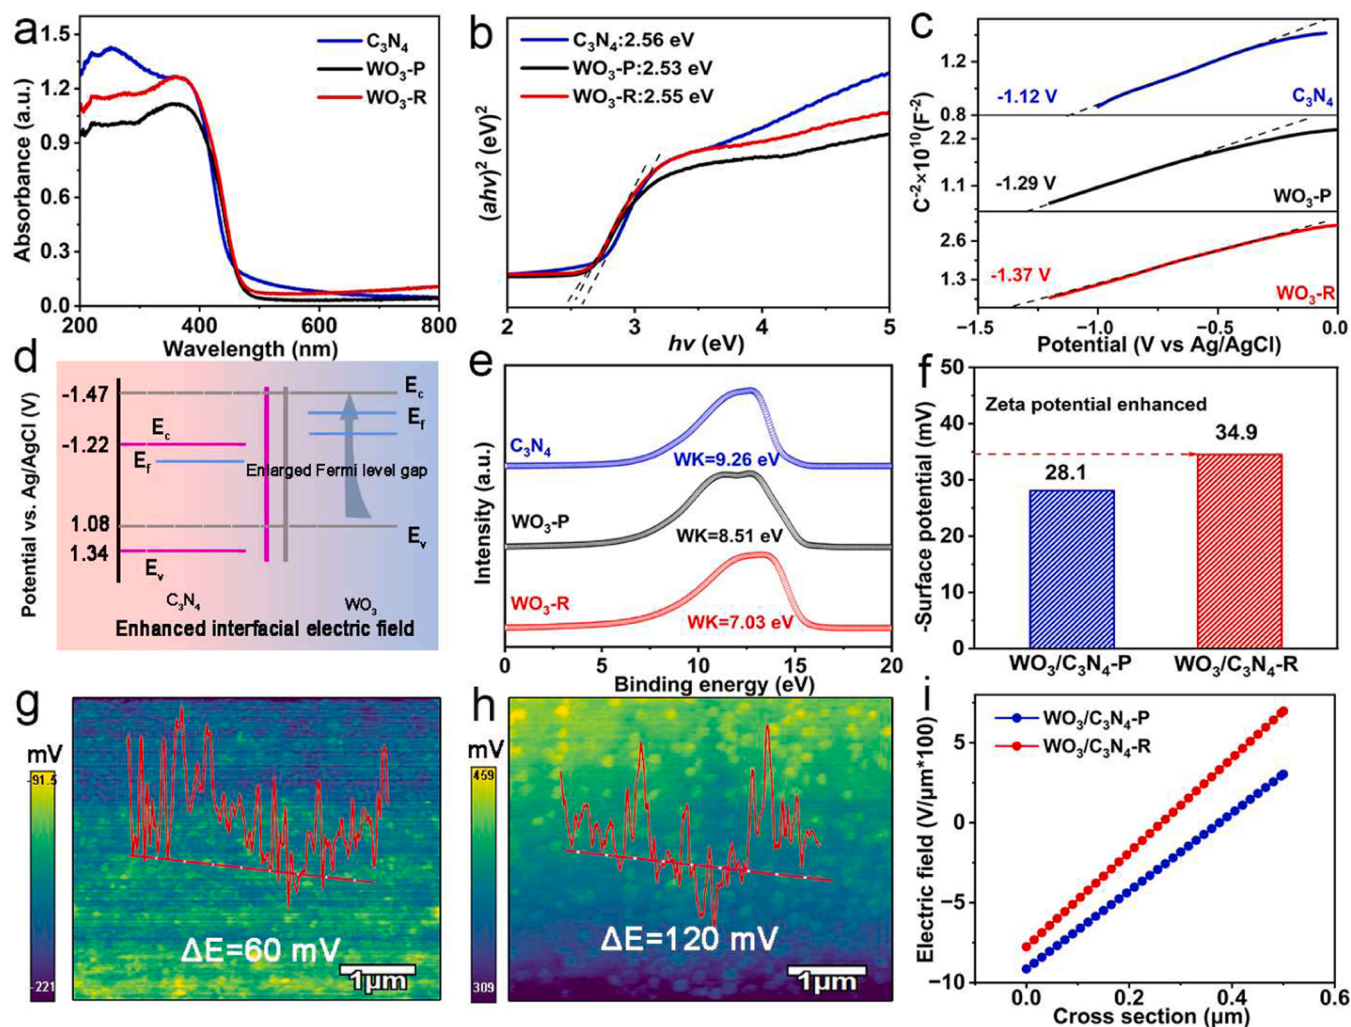 a
Absorbance (a.u.)
1.5
1.2
0.9
0.6
0.3
0.0
C₃N₄
WO₃-P
WO₃-R
200
400
600
800
Wavelength (nm)
b
(ahv)² (eV)²
C₃N₄:2.56 eV
WO₃-P:2.53 eV
WO₃-R:2.55 eV
2
3
4
5
hv (eV)
c
C⁻²×10¹⁰(F⁻²)
1.2
0.8
-1.12 V
C₃N₄
2.2
1.1
-1.29 V
WO₃-P
2.6
1.3
-1.37 V
WO₃-R
−1.5
−1.0
−0.5
0.0
Potential (V vs Ag/AgCl)
d
Potential vs. Ag/AgCl (V)
-1.47
-1.22
1.08
1.34
E_c
E_f
E_v
E_c
E_f
E_v
Enlarged Fermi level gap
C₃N₄
WO₃
Enhanced interfacial electric field
e
Intensity (a.u.)
C₃N₄
WK=9.26 eV
WO₃-P
WK=8.51 eV
WO₃-R
WK=7.03 eV
0
5
10
15
20
Binding energy (eV)
f
-Surface potential (mV)
50
40
30
20
10
0
Zeta potential enhanced
28.1
34.9
WO₃/C₃N₄-P
WO₃/C₃N₄-R
g
mV
-91.5
-221
ΔE=60 mV
1μm
h
mV
459
309
ΔE=120 mV
1μm
i
Electric field (V/μm*100)
5
0
−5
−10
WO₃/C₃N₄-P
WO₃/C₃N₄-R
0.0
0.2
0.4
0.6
Cross section (μm)